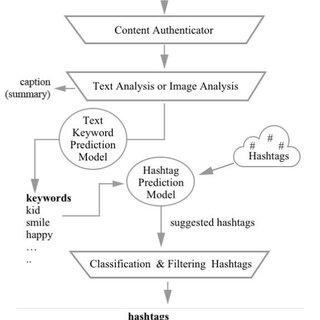 Content Authenticator
caption
(summary)
Text Analysis or Image Analysis
Text
Keyword
Prediction
Model
#
# #
Hashtags
Hashtag
Prediction
Model
keywords
kid
smile
happy
...
..
suggested hashtags
Classification & Filtering Hashtags
hashtags